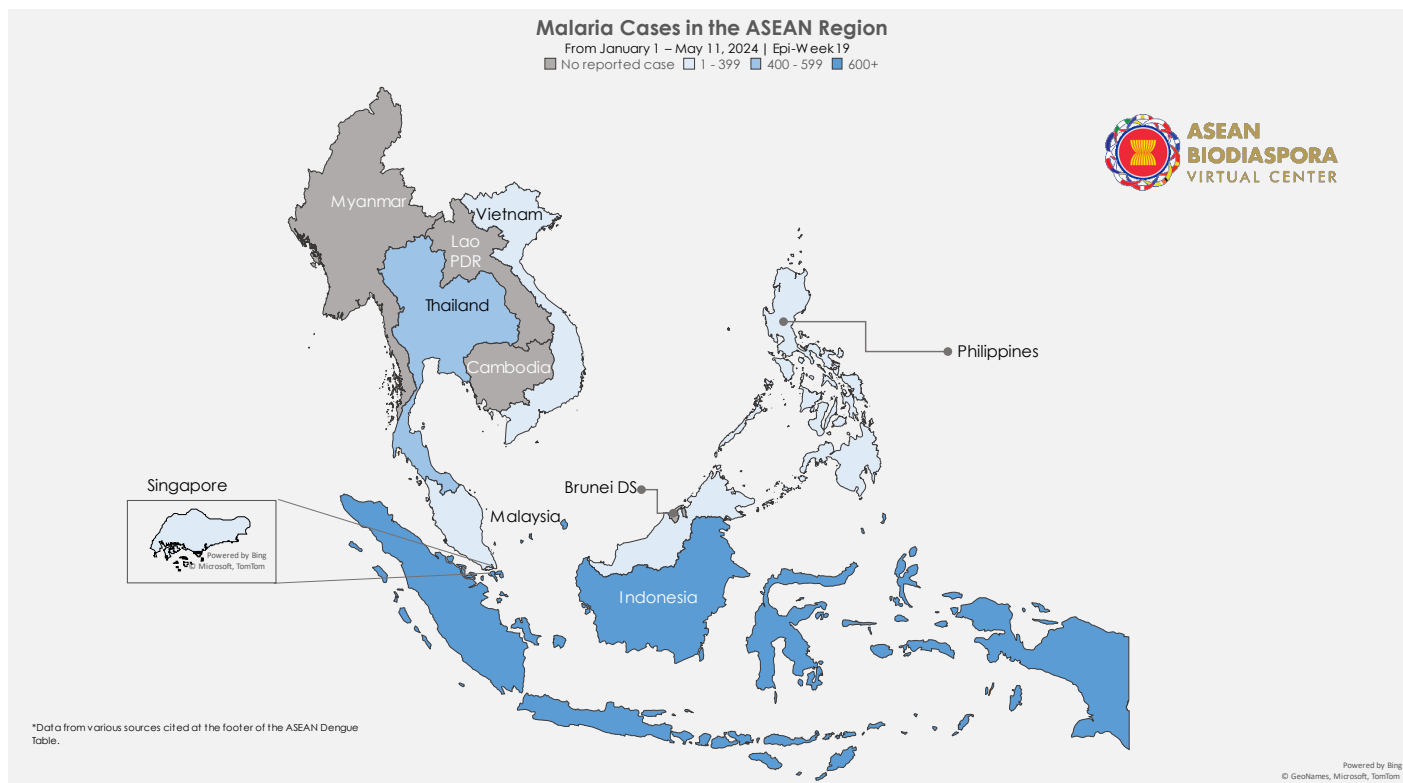 Malaria Cases in the ASEAN Region
From January 1 – May 11, 2024 | Epi-Week 19
No reported case 1 - 399 400 - 599 600+
ASEAN
BIODIASPORA
VIRTUAL CENTER
Myanmar
Vietnam
Lao
PDR
Thailand
Cambodia
Philippines
Singapore
Brunei DS
Malaysia
Powered by Bing
© Microsoft, TomTom
Indonesia
*Data from various sources cited at the footer of the ASEAN Dengue
Table.
Powered by Bing
© GeoNames, Microsoft, TomTom